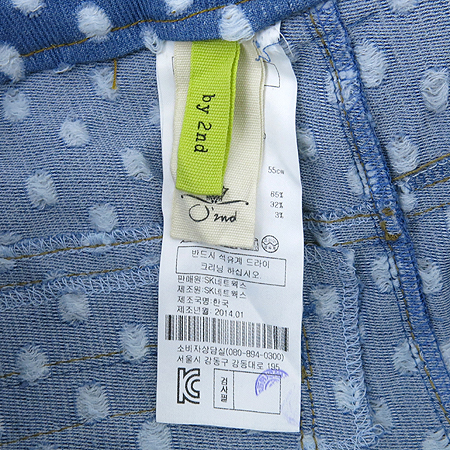 by 2nd
O'2nd
55cm
65%
32%
3%
반드시 석유계 드라이
크리닝 하십시오.
판매원:SK네트웍스
제조원:SK네트웍스
제조국명:한국
제조년월:2014.01
소비자상담실(080-894-0300)
서울시 강동구 강동대로 195
검사필